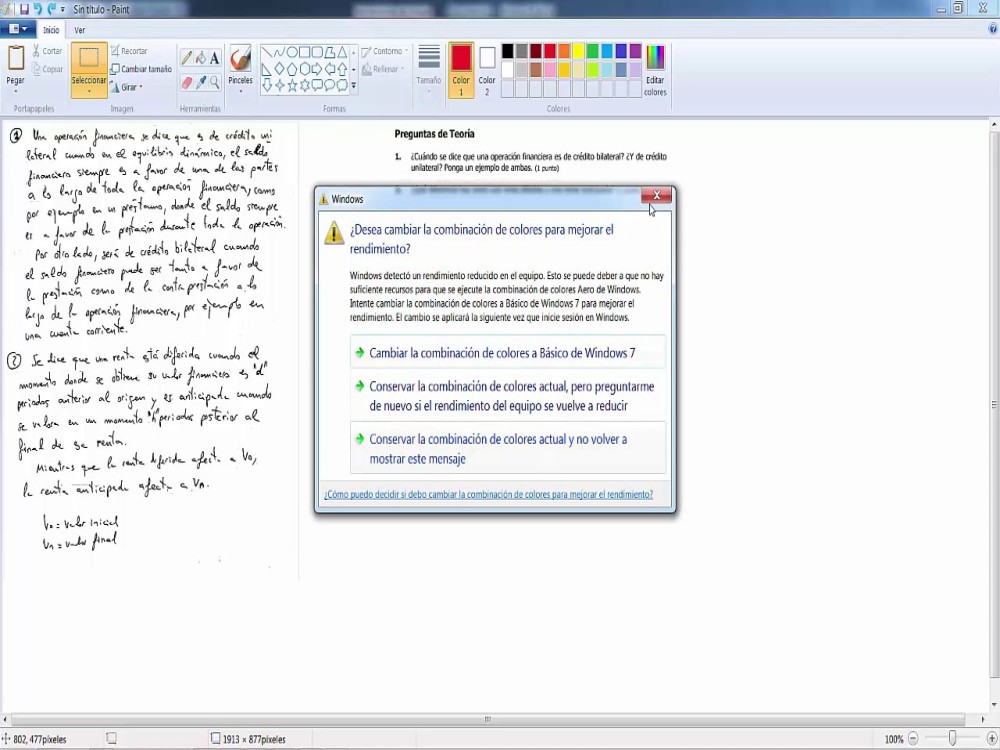 Sin título - Paint
Inicio Ver
Pegar
Cortar
Copiar
Portapapeles
Seleccionar
Recortar
Cambiar tamaño
Girar
Imagen
Herramientas
Pinceles
Contorno
Rellenar
Formas
Tamaño
Color 1
Color 2
Editar colores
Colores
① Una operación financiera se dice que es de crédito uni
lateral cuando en el equilibrio dinámico, el saldo
financiero siempre es a favor de una de las partes
a lo largo de toda la operación financiera, como
por ejemplo en un préstamo, donde el saldo siempre
es a favor de la prestación durante toda la operación.
Por otro lado, será de crédito bilateral cuando
el saldo financiero puede ser tanto a favor de
la prestación como de la contraprestación a lo
largo de la operación financiera, por ejemplo en
una cuenta corriente.
② Se dice que una renta está diferida cuando el
momento donde se obtiene su valor financiero es "d"
periodos anterior al origen y es anticipada cuando
se valora en un momento "h" periodos posterior al
final de la renta.
Mientras que la renta diferida afecta a V0,
la renta anticipada afecta a Vn.
V0 = valor inicial
Vn = valor final
Preguntas de Teoría
1. ¿Cuándo se dice que una operación financiera es de crédito bilateral? ¿Y de crédito
unilateral? Ponga un ejemplo de ambas. (1 punto)
Windows
¿Desea cambiar la combinación de colores para mejorar el
rendimiento?
Windows detectó un rendimiento reducido en el equipo. Esto se puede deber a que no hay
suficiente recursos para que se ejecute la combinación de colores Aero de Windows.
Intente cambiar la combinación de colores a Básico de Windows 7 para mejorar el
rendimiento. El cambio se aplicará la siguiente vez que inicie sesión en Windows.
Cambiar la combinación de colores a Básico de Windows 7
Conservar la combinación de colores actual, pero preguntarme
de nuevo si el rendimiento del equipo se vuelve a reducir
Conservar la combinación de colores actual y no volver a
mostrar este mensaje
¿Cómo puedo decidir si debo cambiar la combinación de colores para mejorar el rendimiento?
802, 477píxeles
1913 × 877píxeles
100%